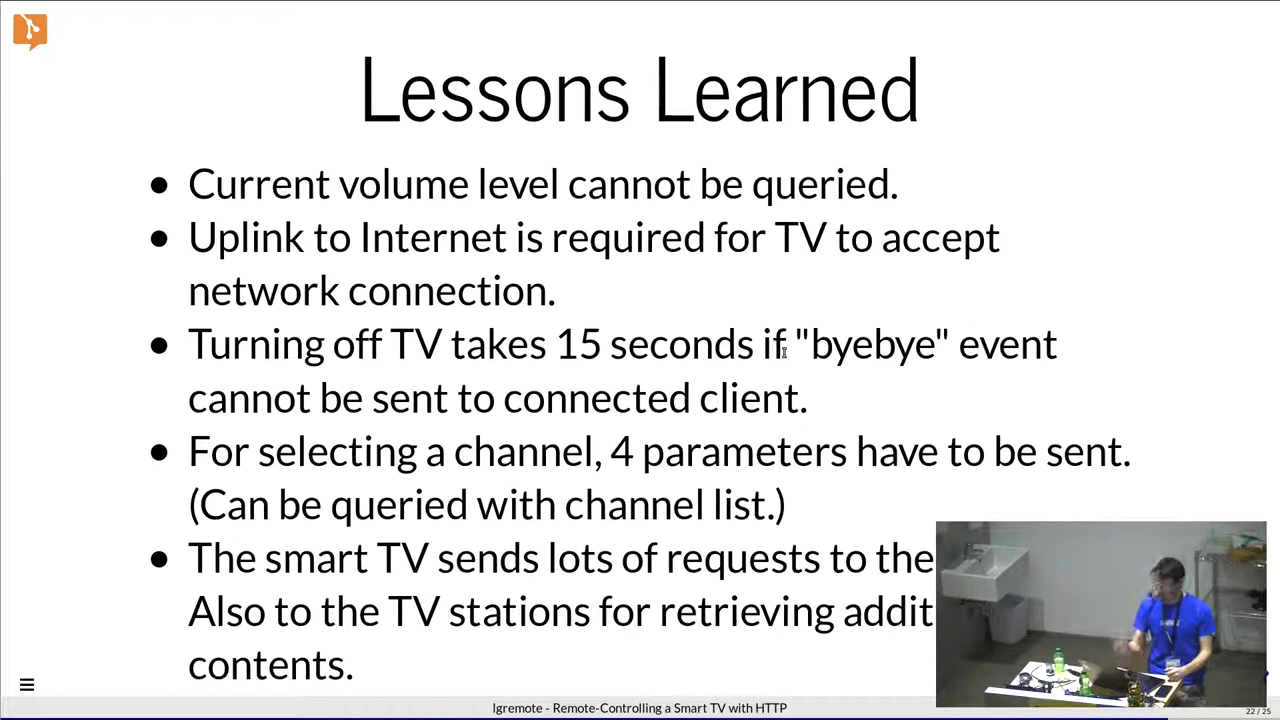 Lessons Learned
• Current volume level cannot be queried.
• Uplink to Internet is required for TV to accept
network connection.
• Turning off TV takes 15 seconds if "byebye" event
cannot be sent to connected client.
• For selecting a channel, 4 parameters have to be sent.
(Can be queried with channel list.)
• The smart TV sends lots of requests to the
Also to the TV stations for retrieving addit
contents.
lgremote - Remote-Controlling a Smart TV with HTTP
22 / 25